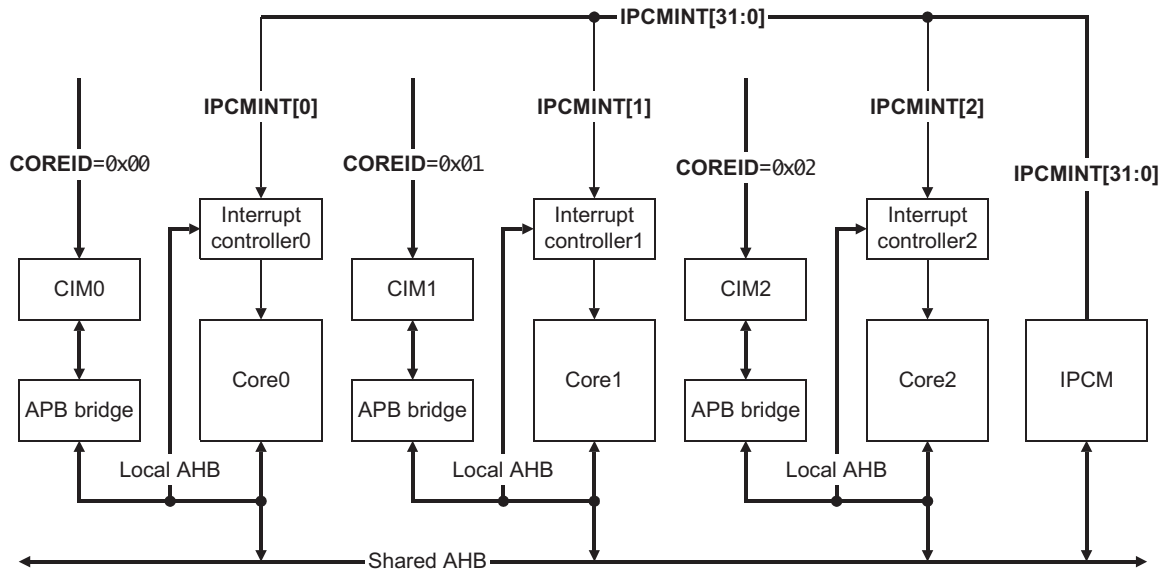 IPCMINT[31:0]
IPCMINT[0]
IPCMINT[1]
IPCMINT[2]
COREID=0x00
COREID=0x01
COREID=0x02
IPCMINT[31:0]
Interrupt
controller0
Interrupt
controller1
Interrupt
controller2
CIM0
CIM1
CIM2
Core0
Core1
Core2
IPCM
APB bridge
APB bridge
APB bridge
Local AHB
Local AHB
Local AHB
Shared AHB